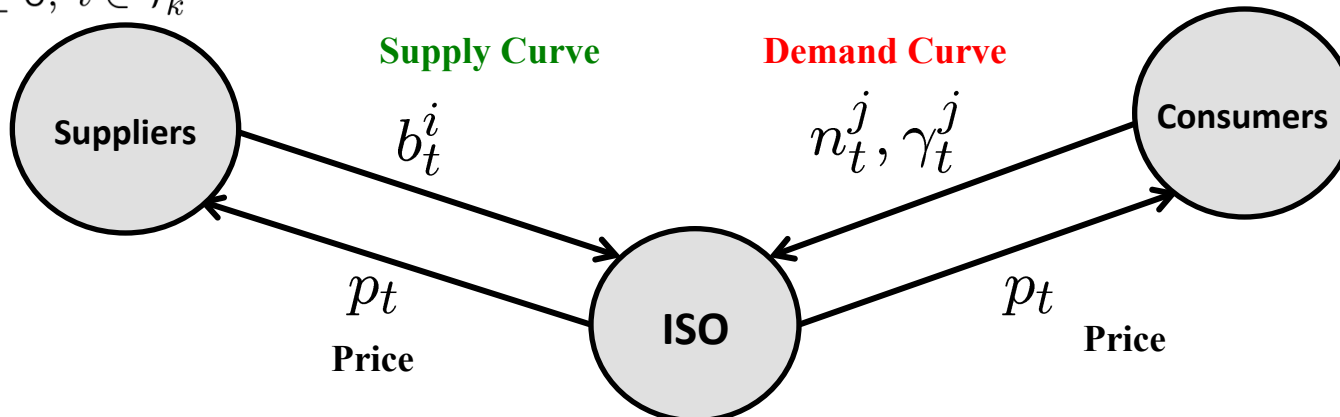 Supply Curve
Demand Curve
Suppliers
b_t^i
n_t^j, γ_t^j
Consumers
p_t
Price
ISO
p_t
Price